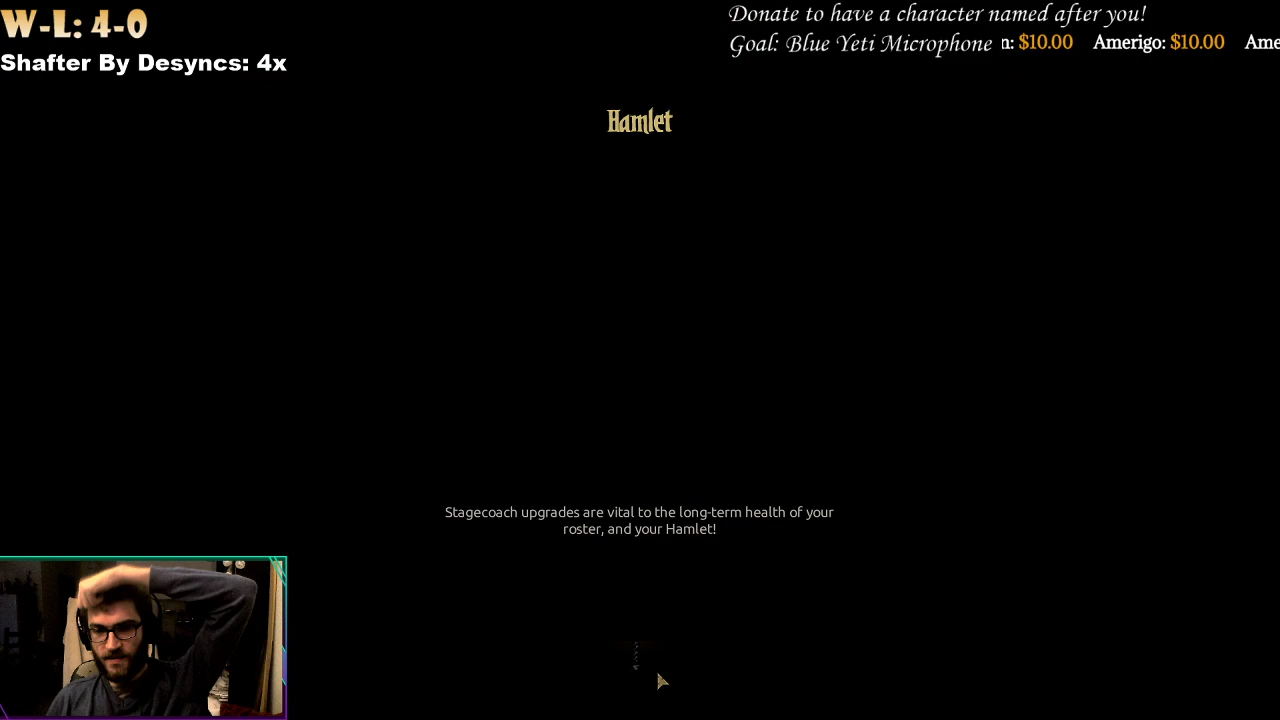 W-L: 4-0
Shafter By Desyncs: 4x
Donate to have a character named after you!
Goal: Blue Yeti Microphone n: $10.00 Amerigo: $10.00 Ame
Hamlet
Stagecoach upgrades are vital to the long-term health of your
roster, and your Hamlet!